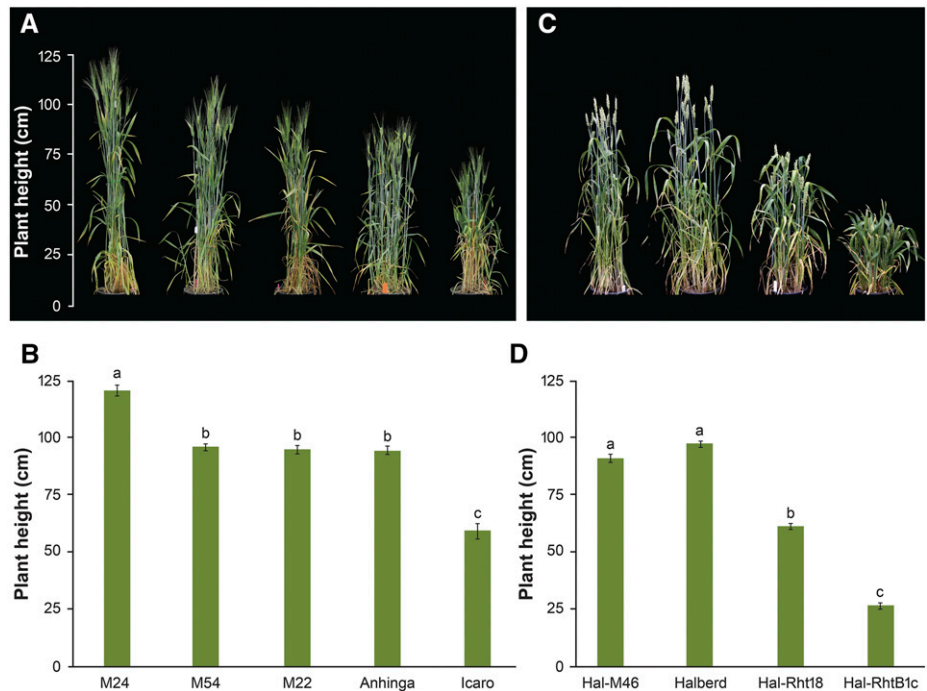 A
125
100
75
50
25
0
Plant height (cm)
C
B
125
100
75
50
25
0
Plant height (cm)
a
b
b
b
c
M24 M54 M22 Anhinga Icaro
D
125
100
75
50
25
0
Plant height (cm)
a
a
b
c
Hal-M46 Halberd Hal-Rht18 Hal-RhtB1c